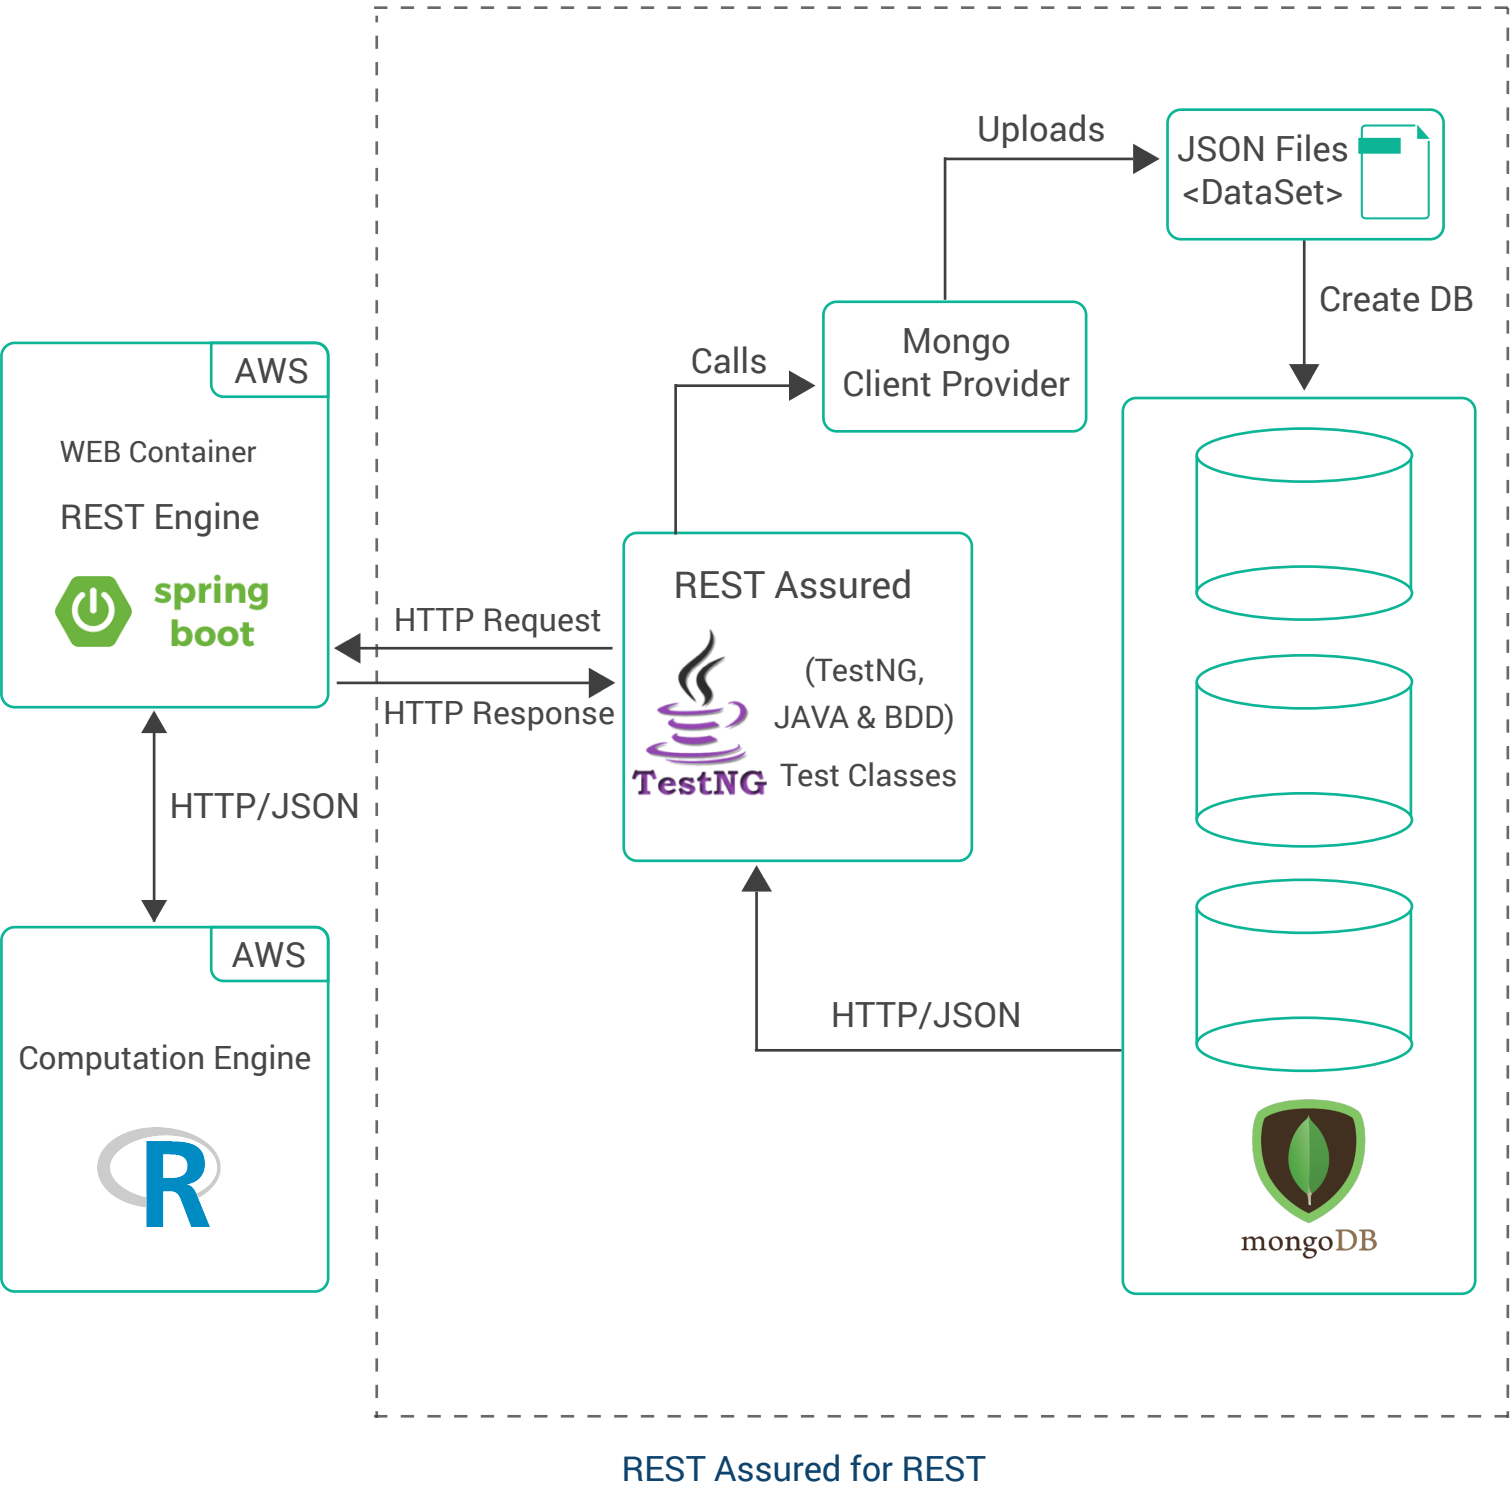 Uploads
JSON Files
<DataSet>
Create DB
Mongo
Client Provider
Calls
AWS
WEB Container
REST Engine
spring
boot
HTTP Request
HTTP Response
REST Assured
(TestNG,
JAVA & BDD)
Test Classes
TestNG
HTTP/JSON
AWS
Computation Engine
R
HTTP/JSON
mongoDB
REST Assured for REST